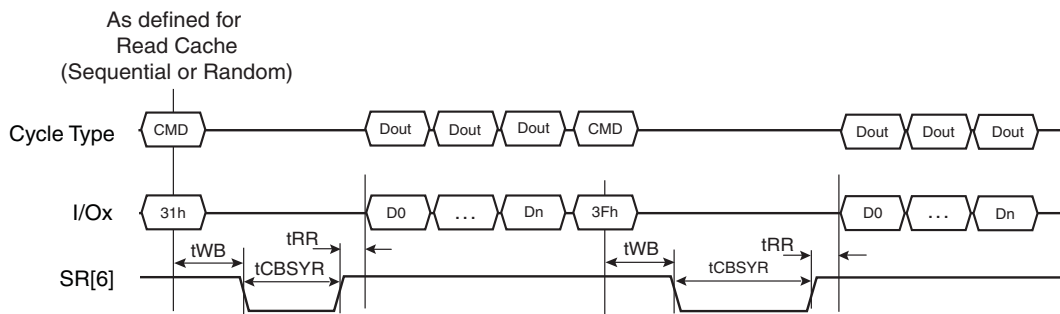 As defined for
Read Cache
(Sequential or Random)
Cycle Type CMD Dout Dout Dout CMD Dout Dout Dout
I/Ox 31h D0 ... Dn 3Fh D0 ... Dn
tWB tRR tWB tRR
SR[6] tCBSYR tCBSYR